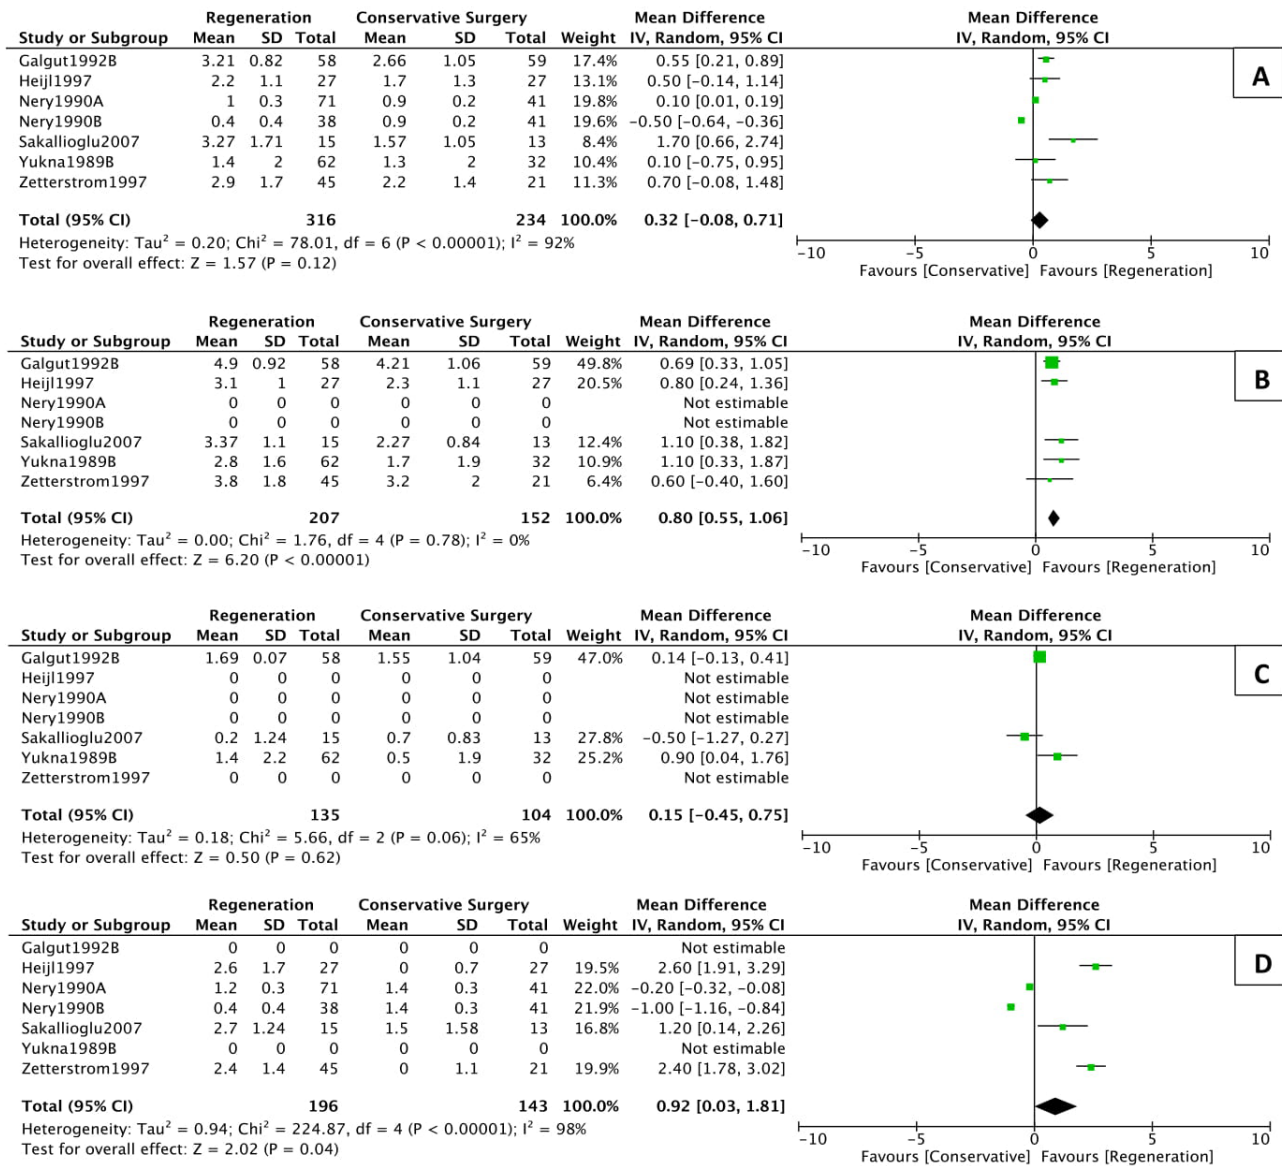 Regeneration Conservative Surgery Mean Difference Mean Difference
Study or Subgroup Mean SD Total Mean SD Total Weight IV, Random, 95% CI IV, Random, 95% CI
Galgut1992B 3.21 0.82 58 2.66 1.05 59 17.4% 0.55 [0.21, 0.89]
Heijl1997 2.2 1.1 27 1.7 1.3 27 13.1% 0.50 [−0.14, 1.14]
Nery1990A 1 0.3 71 0.9 0.2 41 19.8% 0.10 [0.01, 0.19]
Nery1990B 0.4 0.4 38 0.9 0.2 41 19.6% −0.50 [−0.64, −0.36]
Sakallioglu2007 3.27 1.71 15 1.57 1.05 13 8.4% 1.70 [0.66, 2.74]
Yukna1989B 1.4 2 62 1.3 2 32 10.4% 0.10 [−0.75, 0.95]
Zetterstrom1997 2.9 1.7 45 2.2 1.4 21 11.3% 0.70 [−0.08, 1.48]
A
Total (95% CI) 316 234 100.0% 0.32 [−0.08, 0.71]
Heterogeneity: Tau² = 0.20; Chi² = 78.01, df = 6 (P < 0.00001); I² = 92%
Test for overall effect: Z = 1.57 (P = 0.12)
−10 −5 0 5 10
Favours [Conservative] Favours [Regeneration]
Regeneration Conservative Surgery Mean Difference Mean Difference
Study or Subgroup Mean SD Total Mean SD Total Weight IV, Random, 95% CI IV, Random, 95% CI
Galgut1992B 4.9 0.92 58 4.21 1.06 59 49.8% 0.69 [0.33, 1.05]
Heijl1997 3.1 1 27 2.3 1.1 27 20.5% 0.80 [0.24, 1.36]
Nery1990A 0 0 0 0 0 0 Not estimable
Nery1990B 0 0 0 0 0 0 Not estimable
Sakallioglu2007 3.37 1.1 15 2.27 0.84 13 12.4% 1.10 [0.38, 1.82]
Yukna1989B 2.8 1.6 62 1.7 1.9 32 10.9% 1.10 [0.33, 1.87]
Zetterstrom1997 3.8 1.8 45 3.2 2 21 6.4% 0.60 [−0.40, 1.60]
B
Total (95% CI) 207 152 100.0% 0.80 [0.55, 1.06]
Heterogeneity: Tau² = 0.00; Chi² = 1.76, df = 4 (P = 0.78); I² = 0%
Test for overall effect: Z = 6.20 (P < 0.00001)
−10 −5 0 5 10
Favours [Conservative] Favours [Regeneration]
Regeneration Conservative Surgery Mean Difference Mean Difference
Study or Subgroup Mean SD Total Mean SD Total Weight IV, Random, 95% CI IV, Random, 95% CI
Galgut1992B 1.69 0.07 58 1.55 1.04 59 47.0% 0.14 [−0.13, 0.41]
Heijl1997 0 0 0 0 0 0 Not estimable
Nery1990A 0 0 0 0 0 0 Not estimable
Nery1990B 0 0 0 0 0 0 Not estimable
Sakallioglu2007 0.2 1.24 15 0.7 0.83 13 27.8% −0.50 [−1.27, 0.27]
Yukna1989B 1.4 2.2 62 0.5 1.9 32 25.2% 0.90 [0.04, 1.76]
Zetterstrom1997 0 0 0 0 0 0 Not estimable
C
Total (95% CI) 135 104 100.0% 0.15 [−0.45, 0.75]
Heterogeneity: Tau² = 0.18; Chi² = 5.66, df = 2 (P = 0.06); I² = 65%
Test for overall effect: Z = 0.50 (P = 0.62)
−10 −5 0 5 10
Favours [Conservative] Favours [Regeneration]
Regeneration Conservative Surgery Mean Difference Mean Difference
Study or Subgroup Mean SD Total Mean SD Total Weight IV, Random, 95% CI IV, Random, 95% CI
Galgut1992B 0 0 0 0 0 0 Not estimable
Heijl1997 2.6 1.7 27 0 0.7 27 19.5% 2.60 [1.91, 3.29]
Nery1990A 1.2 0.3 71 1.4 0.3 41 22.0% −0.20 [−0.32, −0.08]
Nery1990B 0.4 0.4 38 1.4 0.3 41 21.9% −1.00 [−1.16, −0.84]
Sakallioglu2007 2.7 1.24 15 1.5 1.58 13 16.8% 1.20 [0.14, 2.26]
Yukna1989B 0 0 0 0 0 0 Not estimable
Zetterstrom1997 2.4 1.4 45 0 1.1 21 19.9% 2.40 [1.78, 3.02]
D
Total (95% CI) 196 143 100.0% 0.92 [0.03, 1.81]
Heterogeneity: Tau² = 0.94; Chi² = 224.87, df = 4 (P < 0.00001); I² = 98%
Test for overall effect: Z = 2.02 (P = 0.04)
−10 −5 0 5 10
Favours [Conservative] Favours [Regeneration]